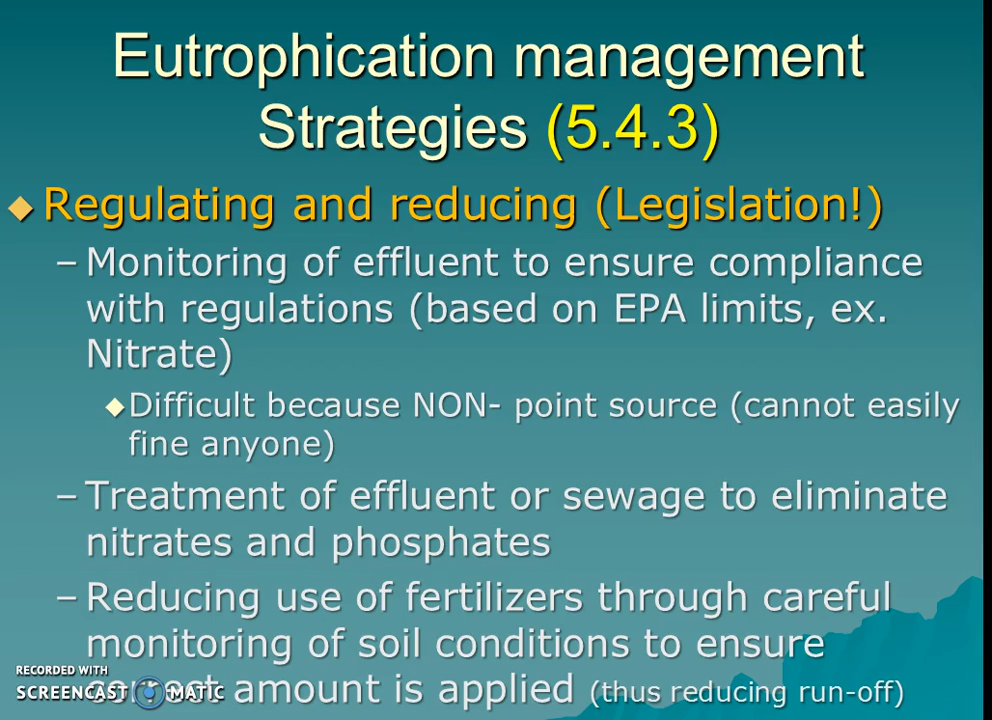 Eutrophication management
Strategies (5.4.3)
Regulating and reducing (Legislation!)
– Monitoring of effluent to ensure compliance
with regulations (based on EPA limits, ex.
Nitrate)
Difficult because NON- point source (cannot easily
fine anyone)
– Treatment of effluent or sewage to eliminate
nitrates and phosphates
– Reducing use of fertilizers through careful
monitoring of soil conditions to ensure
correct amount is applied (thus reducing run-off)
RECORDED WITH
SCREENCAST MATIC